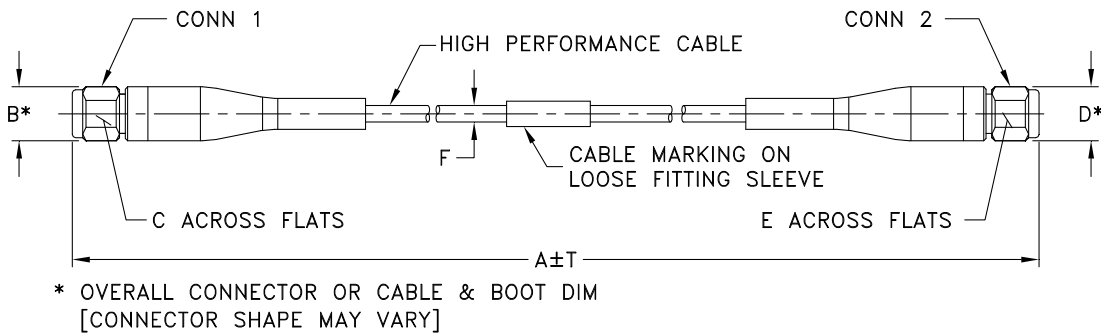 CONN 1
CONN 2
HIGH PERFORMANCE CABLE
B*
D*
F
CABLE MARKING ON
LOOSE FITTING SLEEVE
C ACROSS FLATS
E ACROSS FLATS
A±T
* OVERALL CONNECTOR OR CABLE & BOOT DIM
[CONNECTOR SHAPE MAY VARY]